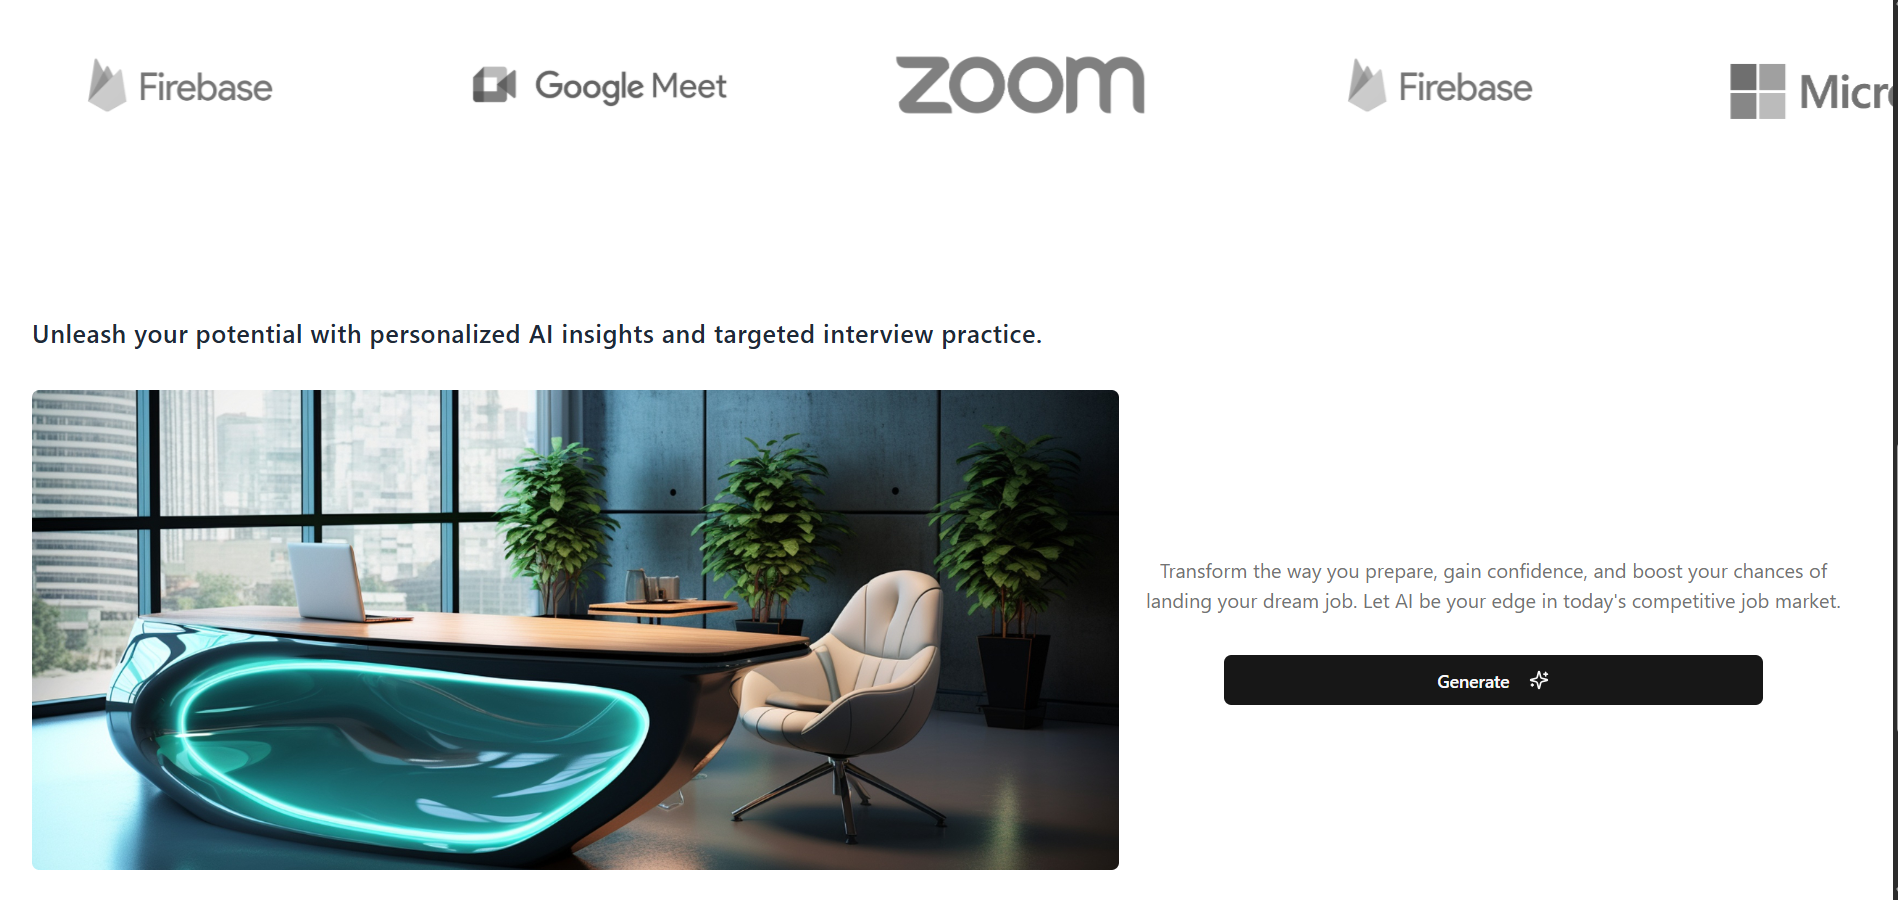 Firebase
Google Meet
zoom
Firebase
Micro
Unleash your potential with personalized AI insights and targeted interview practice.
Transform the way you prepare, gain confidence, and boost your chances of
landing your dream job. Let AI be your edge in today's competitive job market.
Generate